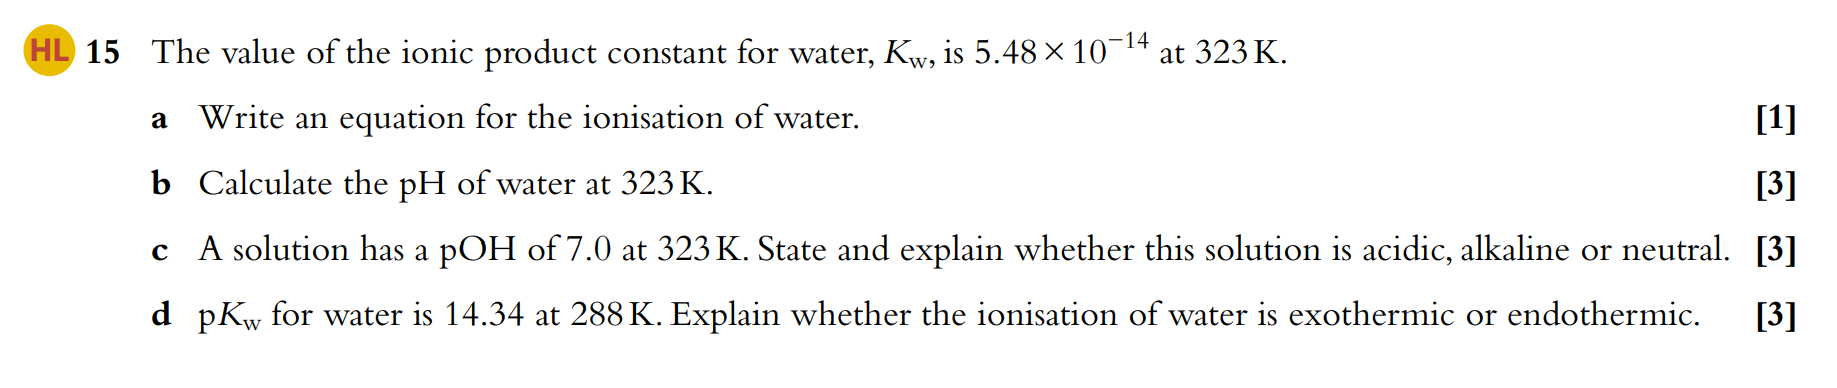 HL 15 The value of the ionic product constant for water, K_w, is 5.48 × 10⁻¹⁴ at 323 K.
a Write an equation for the ionisation of water. [1]
b Calculate the pH of water at 323 K. [3]
c A solution has a pOH of 7.0 at 323 K. State and explain whether this solution is acidic, alkaline or neutral. [3]
d pK_w for water is 14.34 at 288 K. Explain whether the ionisation of water is exothermic or endothermic. [3]